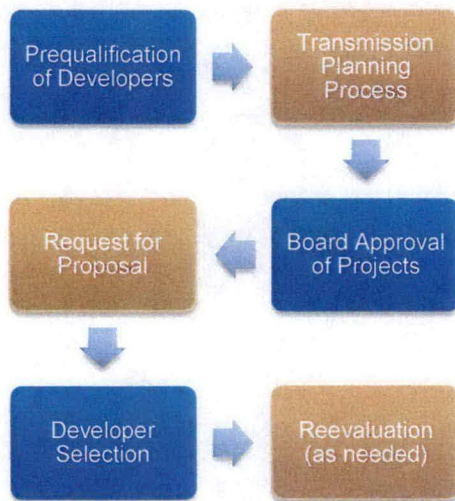 Prequalification
of Developers
Transmission
Planning
Process
Board Approval
of Projects
Request for
Proposal
Developer
Selection
Reevaluation
(as needed)